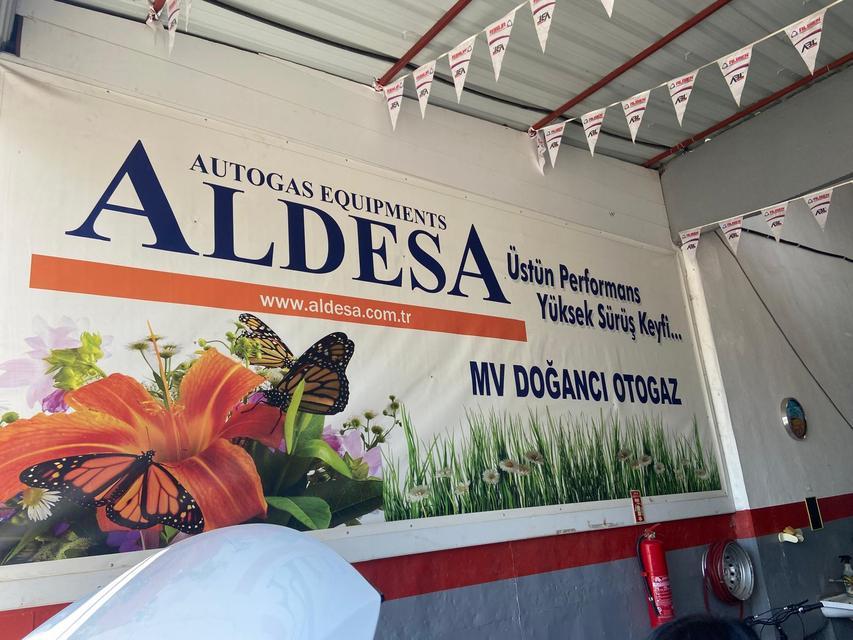 AUTOGAS EQUIPMENTS
ALDESA
www.aldesa.com.tr
Üstün Performans
Yüksek Sürüş Keyfi...
MV DOĞANCI OTOGAZ